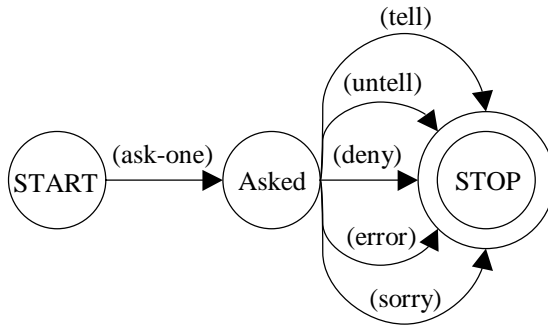 (tell)
(untell)
(ask-one)
(deny)
START
Asked
STOP
(error)
(sorry)